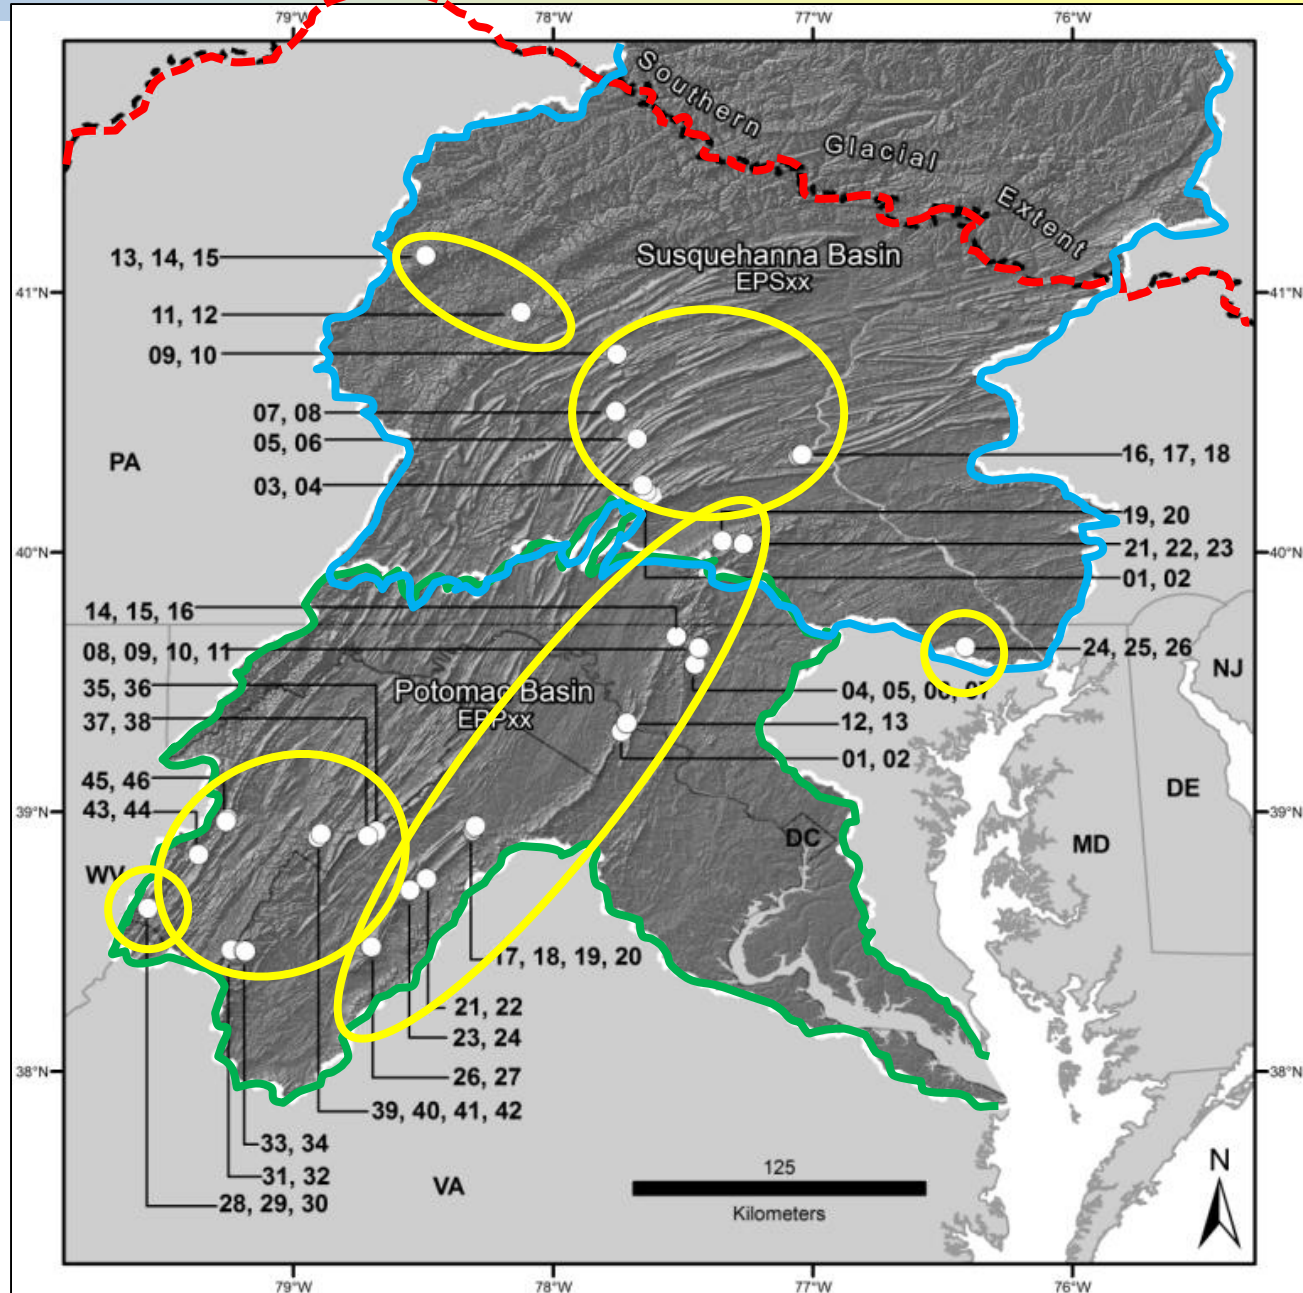 79°W 78°W 77°W 76°W
Southern Glacial Extent
Susquehanna Basin
EPSxx
13, 14, 15
41°N 41°N
11, 12
09, 10
07, 08
05, 06
PA
16, 17, 18
03, 04
19, 20
40°N 40°N
21, 22, 23
01, 02
14, 15, 16
08, 09, 10, 11
24, 25, 26
NJ
35, 36
Potomac Basin
EPPxx
04, 05, 06, 07
37, 38
12, 13
01, 02
45, 46
DE
43, 44
39°N 39°N
DC
MD
WV
17, 18, 19, 20
21, 22
23, 24
38°N 38°N
26, 27
39, 40, 41, 42
33, 34
31, 32
28, 29, 30
VA
125
Kilometers
N
79°W 78°W 77°W 76°W